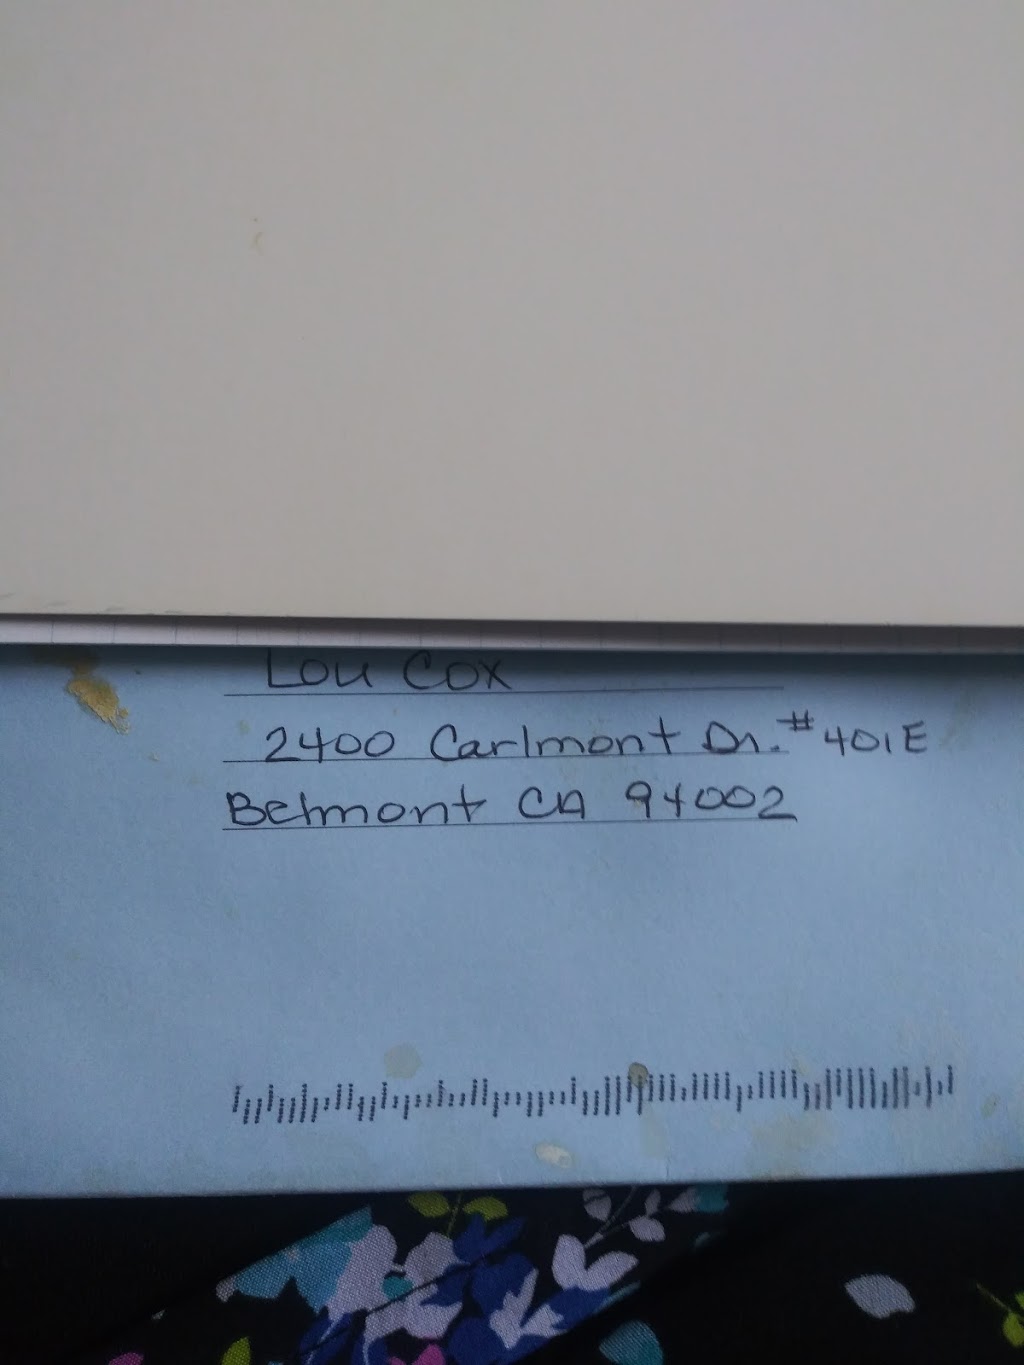 Lou Cox
2400 Carlmont Dr. #401E
Belmont CA 94002